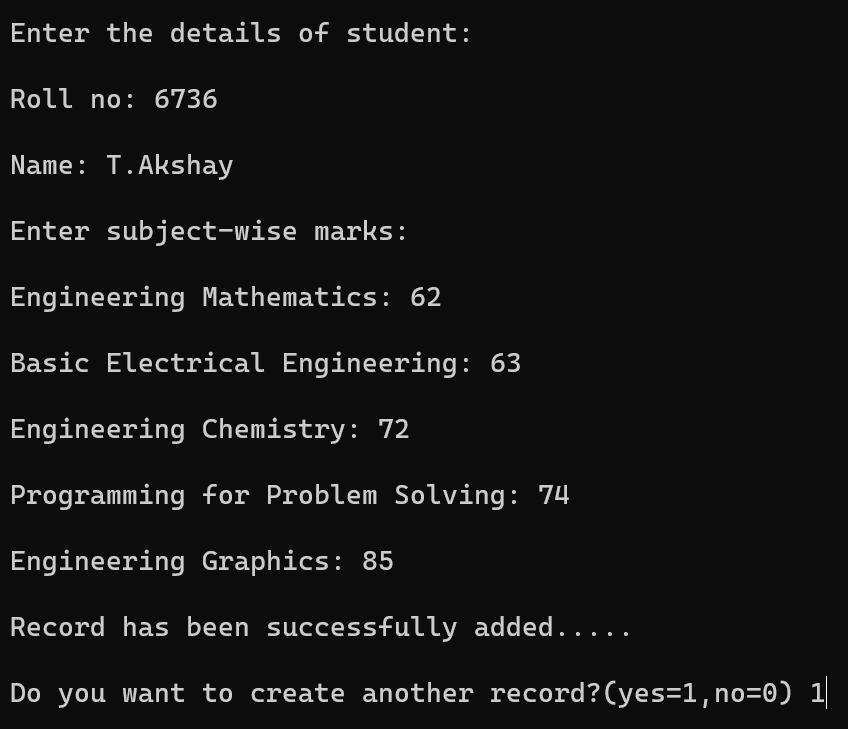 Enter the details of student:
Roll no: 6736
Name: T.Akshay
Enter subject-wise marks:
Engineering Mathematics: 62
Basic Electrical Engineering: 63
Engineering Chemistry: 72
Programming for Problem Solving: 74
Engineering Graphics: 85
Record has been successfully added.....
Do you want to create another record?(yes=1,no=0) 1